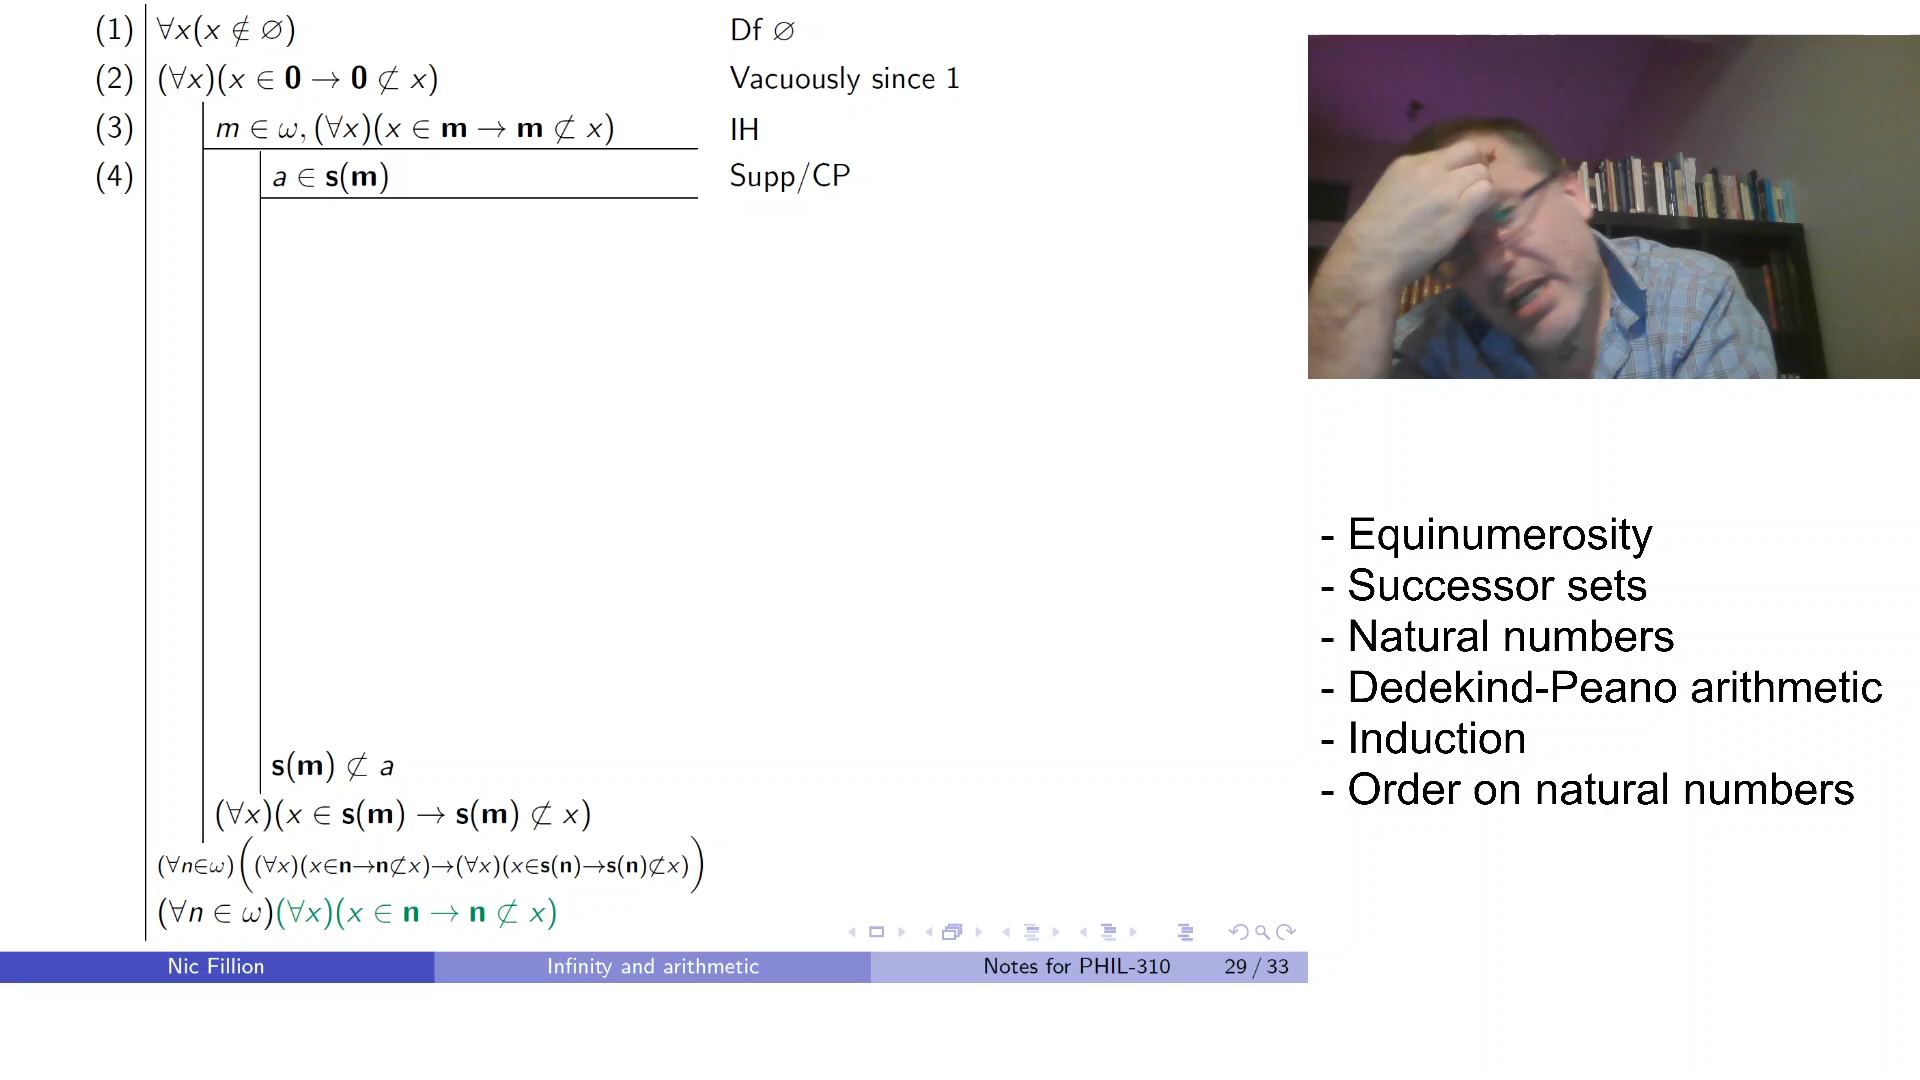 (1) ∀x(x ∉ ∅) Df ∅
(2) (∀x)(x ∈ 0 → 0 ⊄ x) Vacuously since 1
(3) m ∈ ω, (∀x)(x ∈ m → m ⊄ x) IH
(4) a ∈ s(m) Supp/CP
s(m) ⊄ a
(∀x)(x ∈ s(m) → s(m) ⊄ x)
(∀n∈ω)((∀x)(x∈n→n⊄x)→(∀x)(x∈s(n)→s(n)⊄x))
(∀n ∈ ω)(∀x)(x ∈ n → n ⊄ x)
Nic Fillion Infinity and arithmetic Notes for PHIL-310 29 / 33
- Equinumerosity
- Successor sets
- Natural numbers
- Dedekind-Peano arithmetic
- Induction
- Order on natural numbers